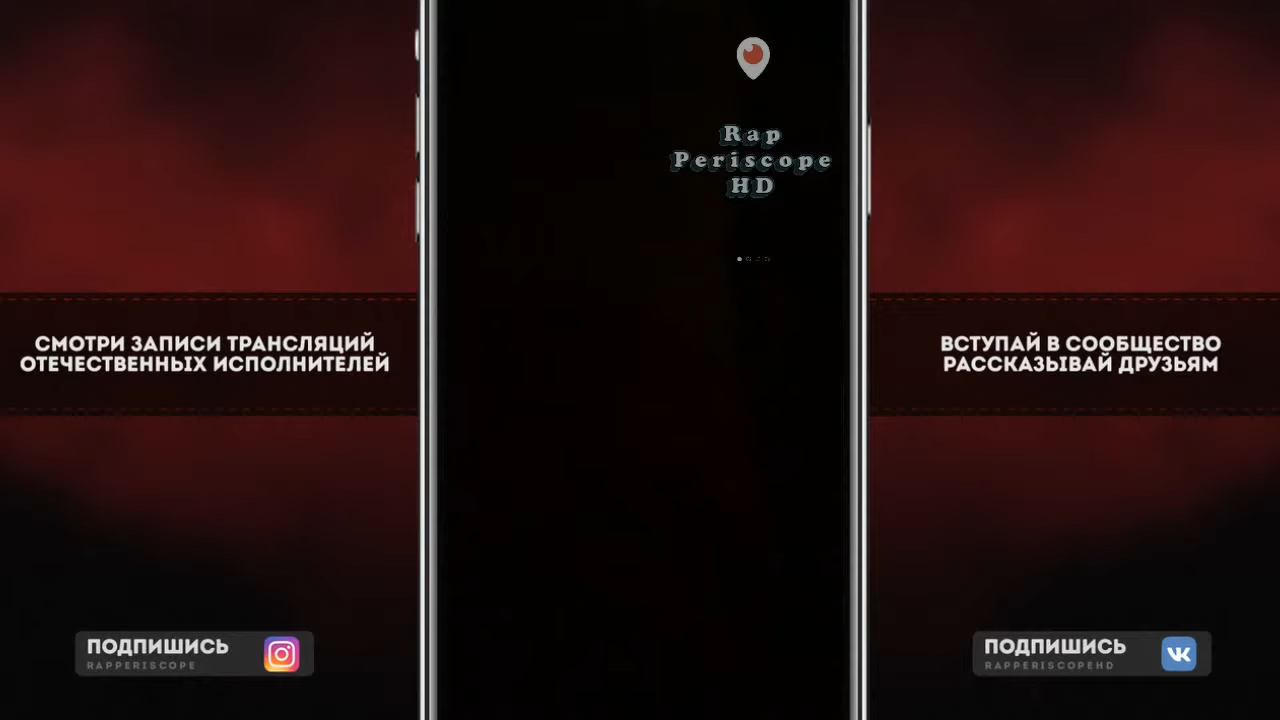 Rap
Periscope
HD
СМОТРИ ЗАПИСИ ТРАНСЛЯЦИЙ
ОТЕЧЕСТВЕННЫХ ИСПОЛНИТЕЛЕЙ
ВСТУПАЙ В СООБЩЕСТВО
РАССКАЗЫВАЙ ДРУЗЬЯМ
ПОДПИШИСЬ
RAPPERISCOPE
ПОДПИШИСЬ
RAPPERISCOPEHD